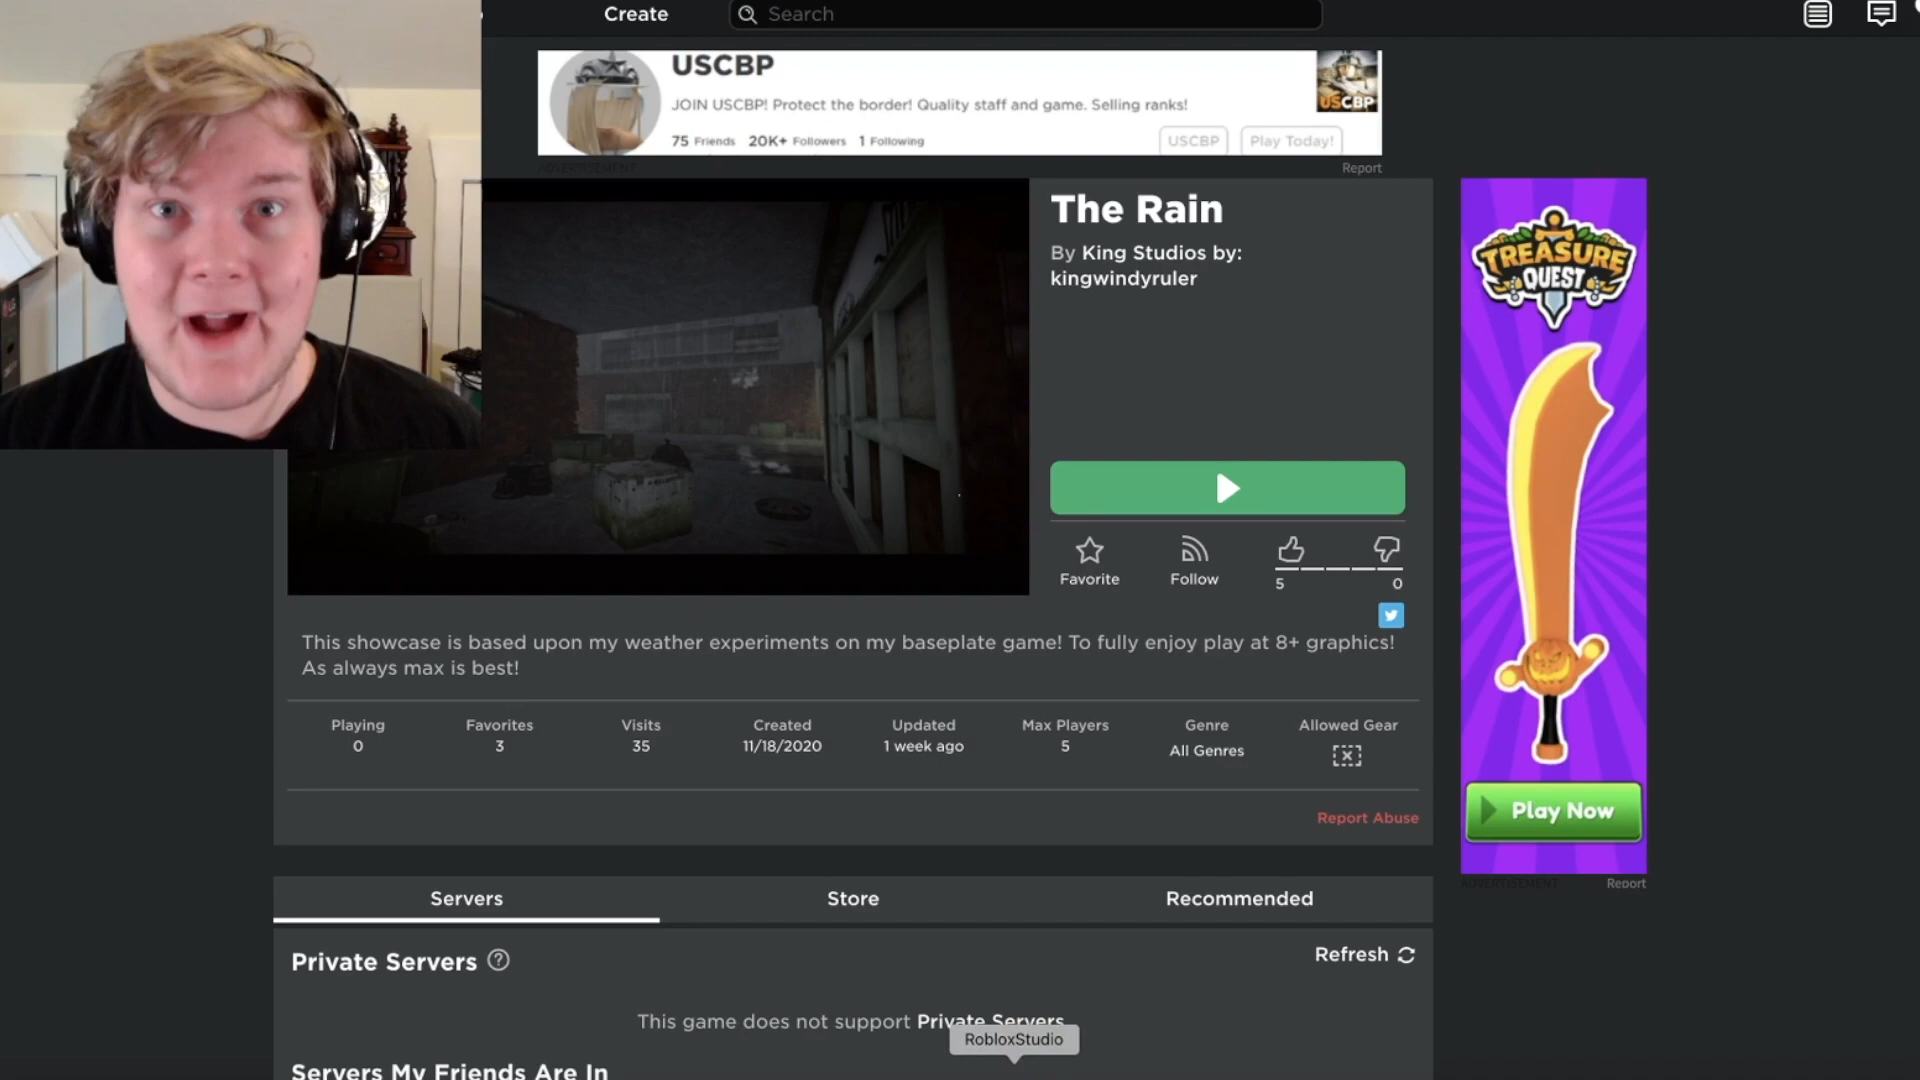 Create
Search
USCBP
JOIN USCBP! Protect the border! Quality staff and game. Selling ranks!
75 Friends 20K+ Followers 1 Following
USCBP
Play Today!
USCBP
ADVERTISEMENT
Report
The Rain
By King Studios by:
kingwindyruler
Favorite
Follow
5
0
This showcase is based upon my weather experiments on my baseplate game! To fully enjoy play at 8+ graphics!
As always max is best!
Playing
0
Favorites
3
Visits
35
Created
11/18/2020
Updated
1 week ago
Max Players
5
Genre
All Genres
Allowed Gear
Report Abuse
TREASURE
QUEST
Play Now
ADVERTISEMENT
Report
Servers
Store
Recommended
Private Servers
Refresh
This game does not support Private Servers
RobloxStudio
Servers My Friends Are In